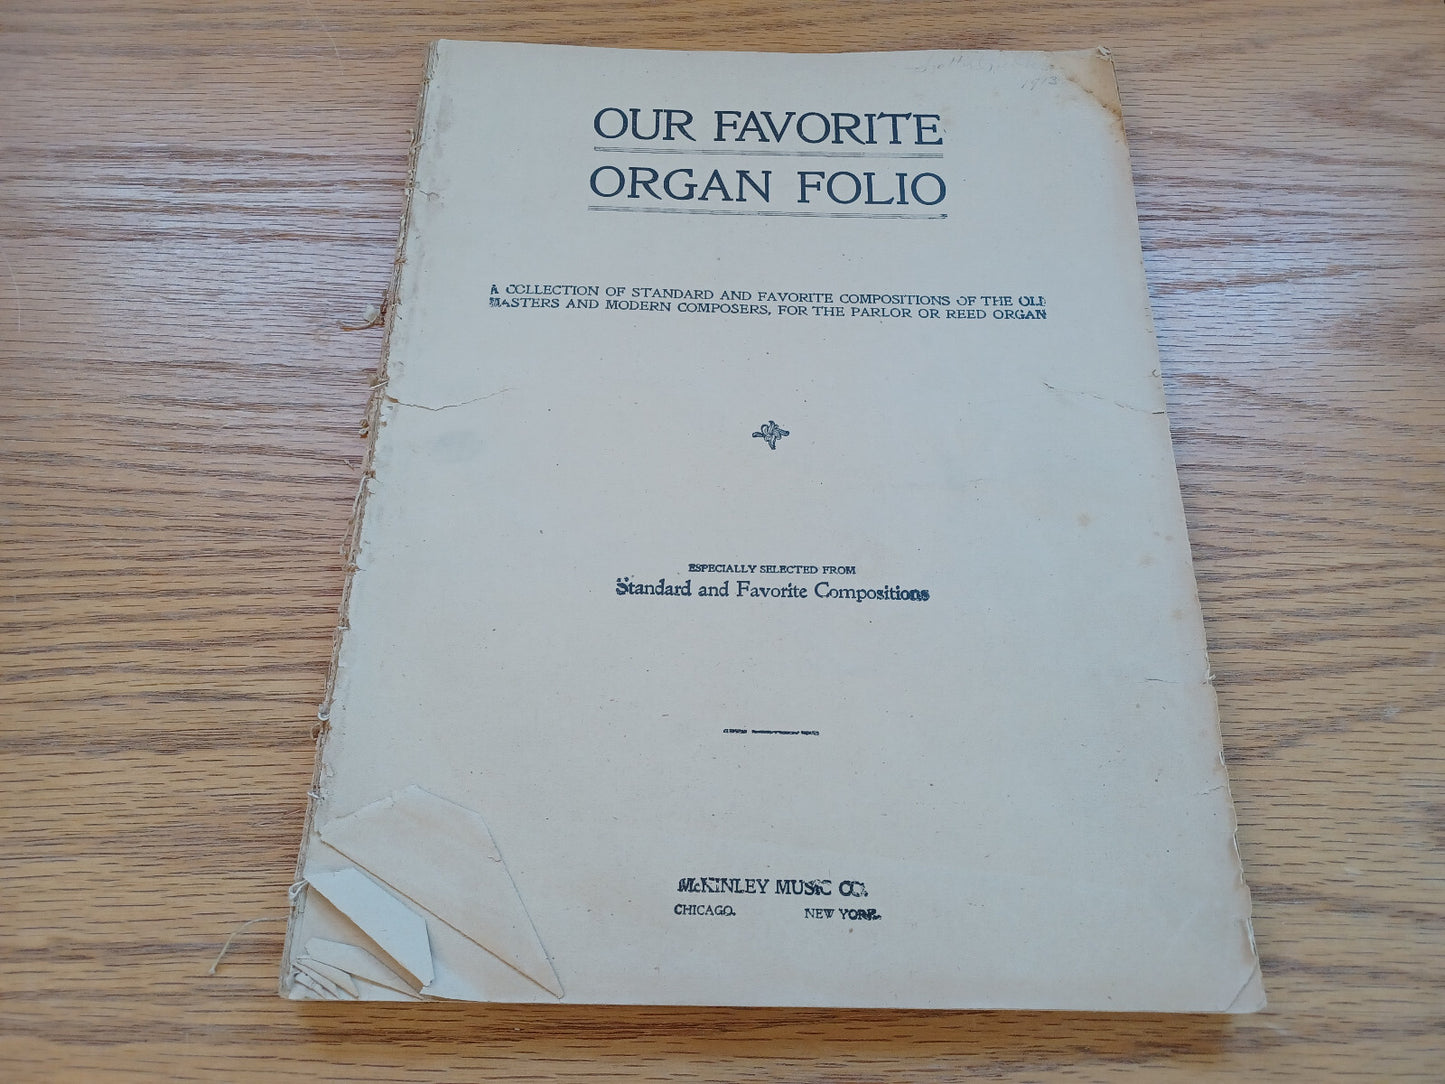 1913
OUR FAVORITE
ORGAN FOLIO
A COLLECTION OF STANDARD AND FAVORITE COMPOSITIONS OF THE OLD
MASTERS AND MODERN COMPOSERS, FOR THE PARLOR OR REED ORGAN
ESPECIALLY SELECTED FROM
Standard and Favorite Compositions
McKINLEY MUSIC CO.
CHICAGO. NEW YORK.